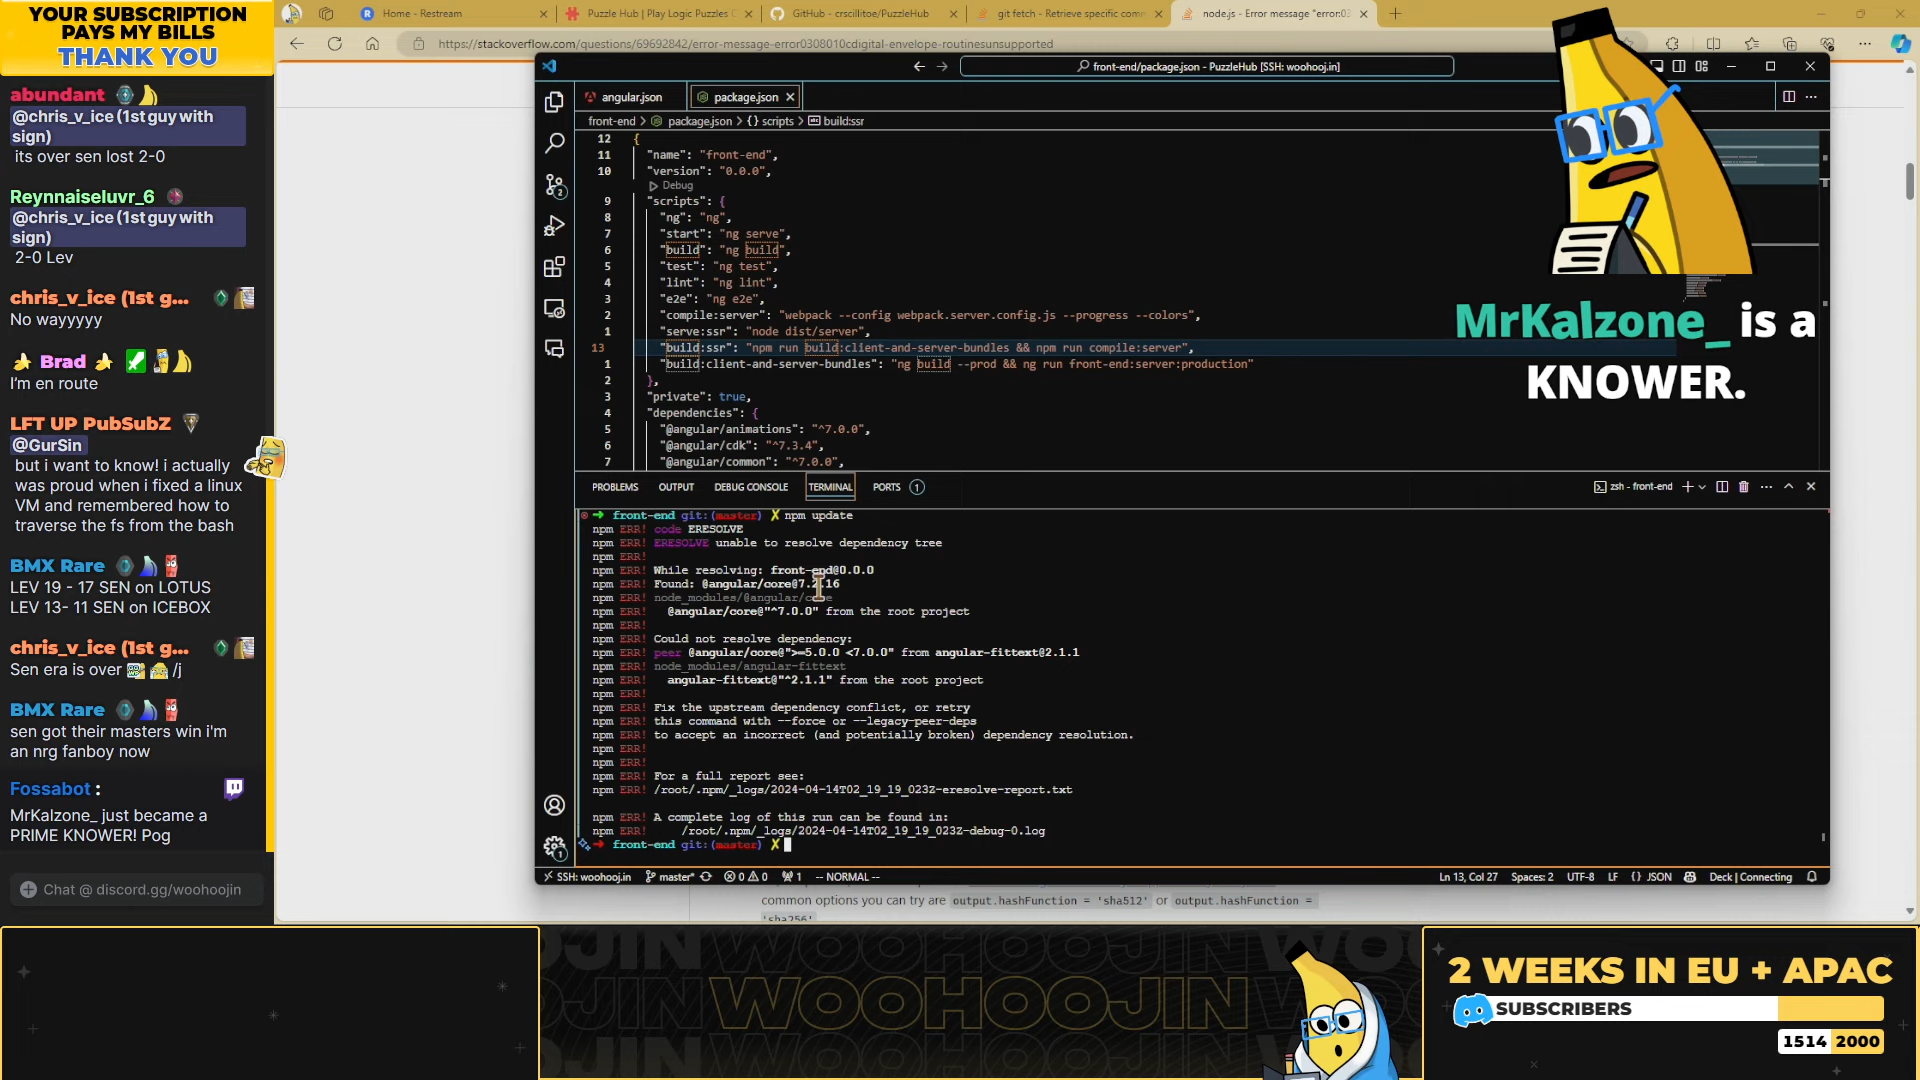 YOUR SUBSCRIPTION
PAYS MY BILLS
THANK YOU
abundant
@chris_v_ice (1st guy with
sign)
its over sen lost 2-0
Reynnaiseluvr_6
@chris_v_ice (1st guy with
sign)
2-0 Lev
chris_v_ice (1st g...
No wayyyyy
Brad
I'm en route
LFT UP PubSubZ
@GurSin
but i want to know! i actually
was proud when i fixed a linux
VM and remembered how to
traverse the fs from the bash
BMX Rare
LEV 19 - 17 SEN on LOTUS
LEV 13- 11 SEN on ICEBOX
chris_v_ice (1st g...
Sen era is over /j
BMX Rare
sen got their masters win i'm
an nrg fanboy now
Fossabot :
MrKalzone_ just became a
PRIME KNOWER! Pog
Chat @ discord.gg/woohoojin
Home - Restream
Puzzle Hub | Play Logic Puzzles
GitHub - crscillitoe/PuzzleHub
git fetch - Retrieve specific com
node.js - Error message "error:03
https://stackoverflow.com/questions/69692842/error-message-error0308010cdigital-envelope-routinesunsupported
front-end/package.json - PuzzleHub [SSH: woohooj.in]
angular.json
package.json
front-end > package.json > {} scripts > build:ssr
12 {
11 "name": "front-end",
10 "version": "0.0.0",
Debug
9 "scripts": {
8 "ng": "ng",
7 "start": "ng serve",
6 "build": "ng build",
5 "test": "ng test",
4 "lint": "ng lint",
3 "e2e": "ng e2e",
2 "compile:server": "webpack --config webpack.server.config.js --progress --colors",
1 "serve:ssr": "node dist/server",
13 "build:ssr": "npm run build:client-and-server-bundles && npm run compile:server",
1 "build:client-and-server-bundles": "ng build --prod && ng run front-end:server:production"
2 },
3 "private": true,
4 "dependencies": {
5 "@angular/animations": "^7.0.0",
6 "@angular/cdk": "^7.3.4",
7 "@angular/common": "^7.0.0",
MrKalzone_ is a
KNOWER.
PROBLEMS OUTPUT DEBUG CONSOLE TERMINAL PORTS 1
zsh - front-end
➜ front-end git:(master) ✗ npm update
npm ERR! code ERESOLVE
npm ERR! ERESOLVE unable to resolve dependency tree
npm ERR!
npm ERR! While resolving: front-end@0.0.0
npm ERR! Found: @angular/core@7.2.16
npm ERR! node_modules/@angular/core
npm ERR! @angular/core@"^7.0.0" from the root project
npm ERR!
npm ERR! Could not resolve dependency:
npm ERR! peer @angular/core@">=5.0.0 <7.0.0" from angular-fittext@2.1.1
npm ERR! node_modules/angular-fittext
npm ERR! angular-fittext@"^2.1.1" from the root project
npm ERR!
npm ERR! Fix the upstream dependency conflict, or retry
npm ERR! this command with --force or --legacy-peer-deps
npm ERR! to accept an incorrect (and potentially broken) dependency resolution.
npm ERR!
npm ERR!
npm ERR! For a full report see:
npm ERR! /root/.npm/_logs/2024-04-14T02_19_19_023Z-eresolve-report.txt
npm ERR! A complete log of this run can be found in:
npm ERR! /root/.npm/_logs/2024-04-14T02_19_19_023Z-debug-0.log
➜ front-end git:(master) ✗
SSH: woohooj.in master* 0 0 1 -- NORMAL --
Ln 13, Col 27 Spaces: 2 UTF-8 LF {} JSON Deck | Connecting
common options you can try are output.hashFunction = 'sha512' or output.hashFunction =
'sha256'
WOOHOOJIN
2 WEEKS IN EU + APAC
SUBSCRIBERS
1514 2000